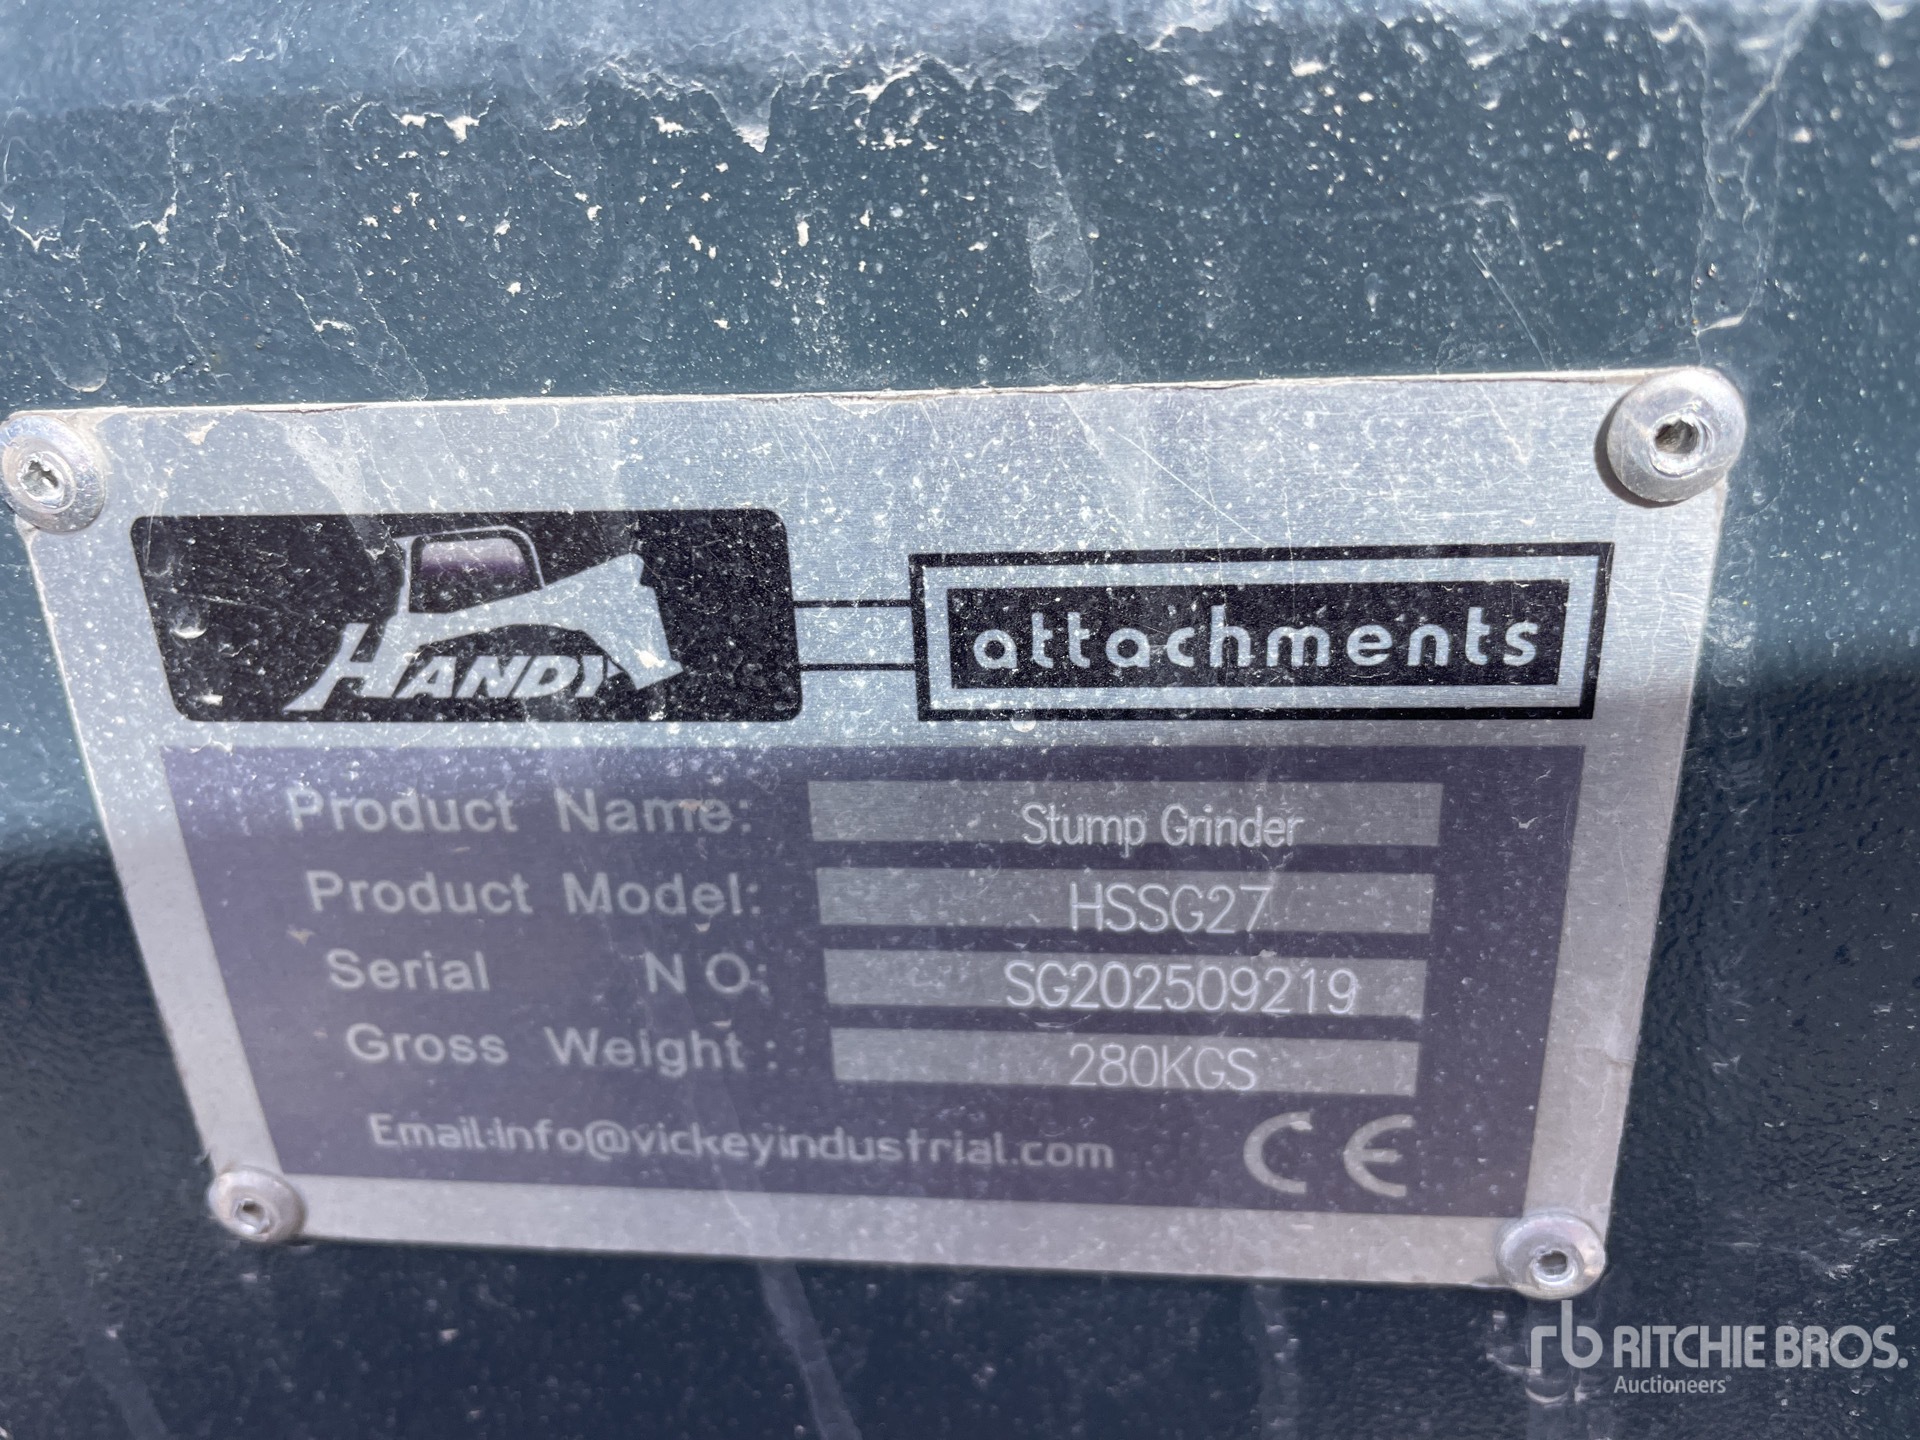 HANDY attachments
Product Name: Stump Grinder
Product Model: HSSG27
Serial NO: SG202509219
Gross Weight: 280KGS
Email:Info@vickeyindustrial.com CE
rb RITCHIE BROS.
Auctioneers